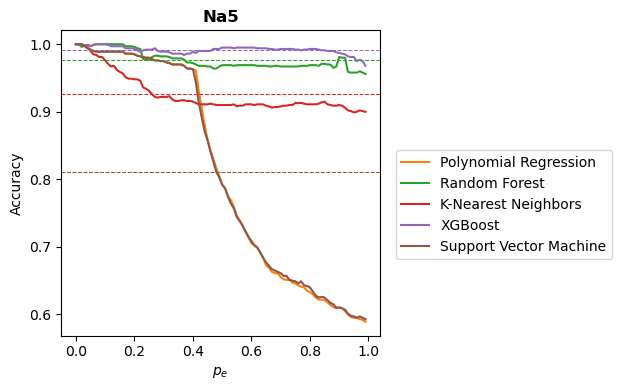 Na5
Accuracy
1.0
0.9
0.8
0.7
0.6
0.0 0.2 0.4 0.6 0.8 1.0
pe
Polynomial Regression
Random Forest
K-Nearest Neighbors
XGBoost
Support Vector Machine